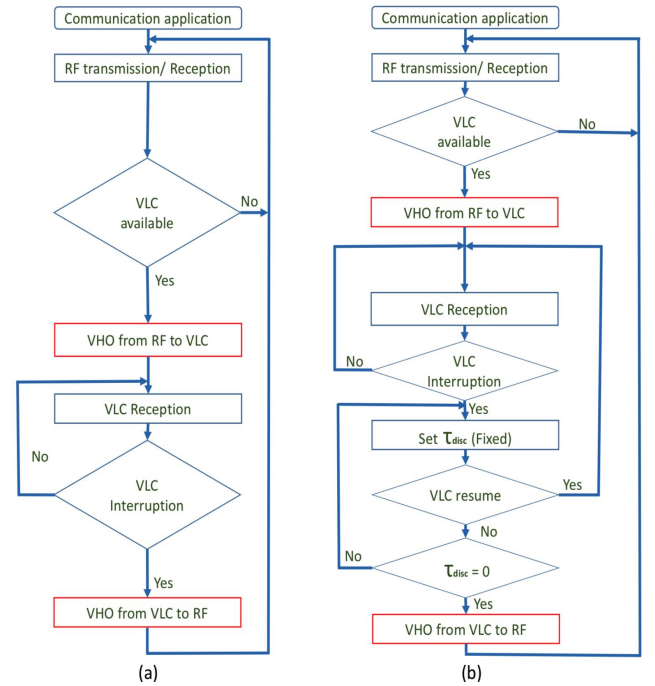 Communication application
RF transmission/ Reception
VLC
available
No
Yes
VHO from RF to VLC
VLC Reception
No
VLC
Interruption
Yes
VHO from VLC to RF
(a)
Communication application
RF transmission/ Reception
VLC
available
No
Yes
VHO from RF to VLC
VLC Reception
No
VLC
Interruption
Yes
Set τdisc (Fixed)
VLC resume
Yes
No
No
τdisc = 0
Yes
VHO from VLC to RF
(b)